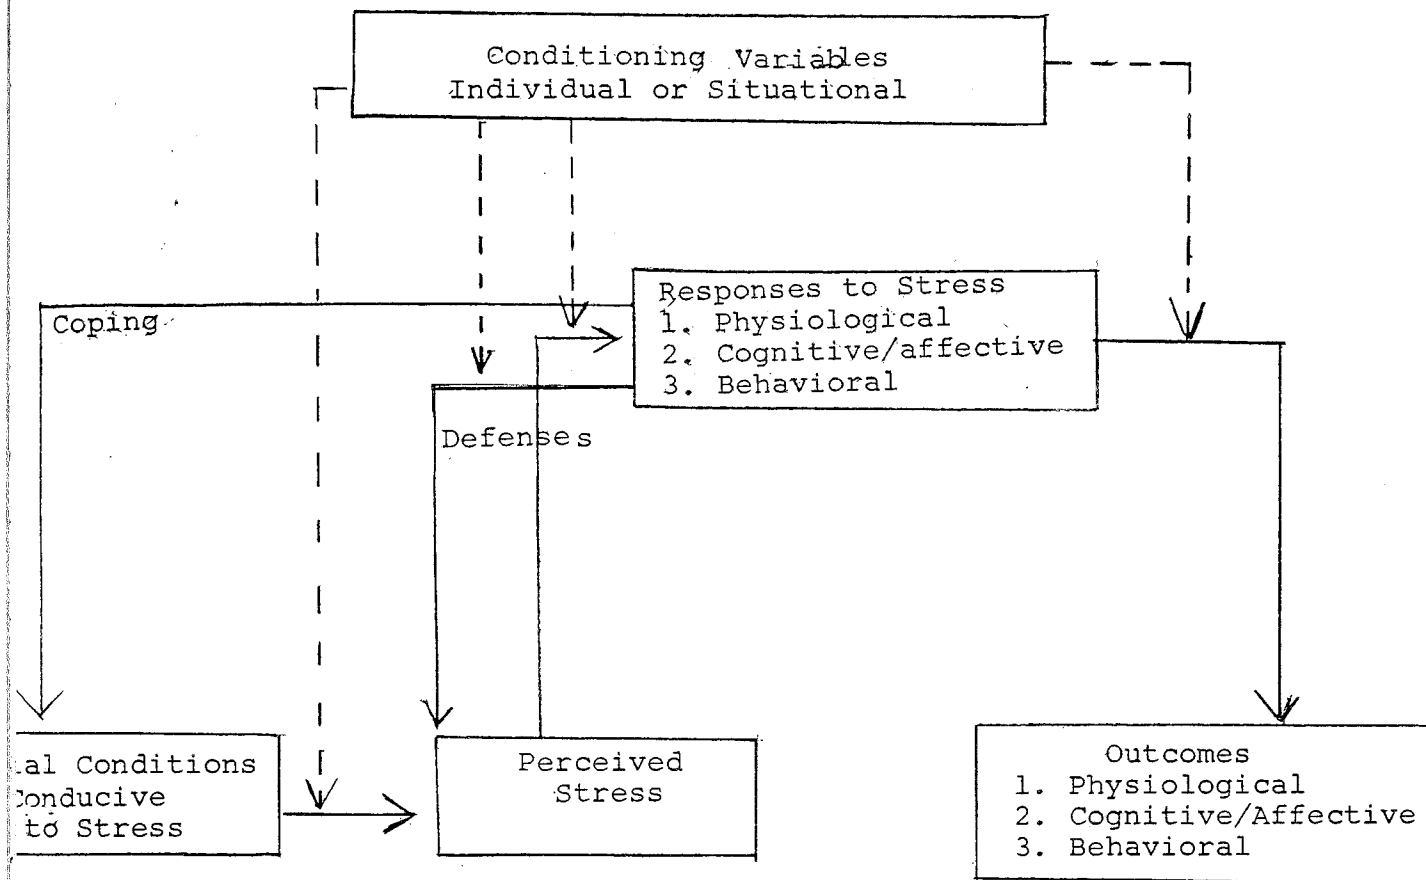 Conditioning Variables
Individual or Situational
Responses to Stress
1. Physiological
2. Cognitive/affective
3. Behavioral
Coping
Defenses
Conditions
Conducive
to Stress
Perceived
Stress
Outcomes
1. Physiological
2. Cognitive/Affective
3. Behavioral